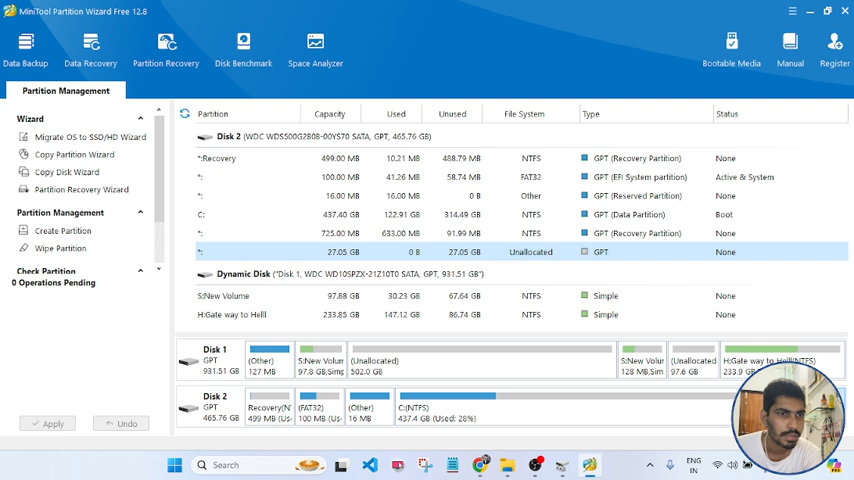 MiniTool Partition Wizard Free 12.8
Data Backup Data Recovery Partition Recovery Disk Benchmark Space Analyzer Bootable Media Manual Register
Partition Management
Wizard
Migrate OS to SSD/HD Wizard
Copy Partition Wizard
Copy Disk Wizard
Partition Recovery Wizard
Partition Management
Create Partition
Wipe Partition
Check Partition
0 Operations Pending
Apply Undo
Partition Capacity Used Unused File System Type Status
Disk 2 (WDC WDS500G2B0B-00YS70 SATA, GPT, 465.76 GB)
*:Recovery 499.00 MB 10.21 MB 488.79 MB NTFS GPT (Recovery Partition) None
*: 100.00 MB 41.26 MB 58.74 MB FAT32 GPT (EFI System partition) Active & System
*: 16.00 MB 16.00 MB 0 B Other GPT (Reserved Partition) None
C: 437.40 GB 122.91 GB 314.49 GB NTFS GPT (Data Partition) Boot
*: 725.00 MB 633.00 MB 91.99 MB NTFS GPT (Recovery Partition) None
*: 27.05 GB 0 B 27.05 GB Unallocated GPT None
Dynamic Disk ("Disk 1, WDC WD10SPZX-21Z10T0 SATA, GPT, 931.51 GB")
S:New Volume 97.88 GB 30.23 GB 67.64 GB NTFS Simple None
H:Gate way to Helll 233.85 GB 147.12 GB 86.74 GB NTFS Simple None
Disk 1
GPT
931.51 GB
(Other)
127 MB
S:New Volum
97.8 GB,Simp
(Unallocated)
502.0 GB
S:New Volur
128 MB,Sim
(Unallocated)
97.6 GB
H:Gate way to Helll(NTFS)
233.9
Disk 2
GPT
465.76 GB
Recovery(N
499 MB (Us
(FAT32)
100 MB (Us
(Other)
16 MB
C:(NTFS)
437.4 GB (Used: 28%)
Search
ENG
IN